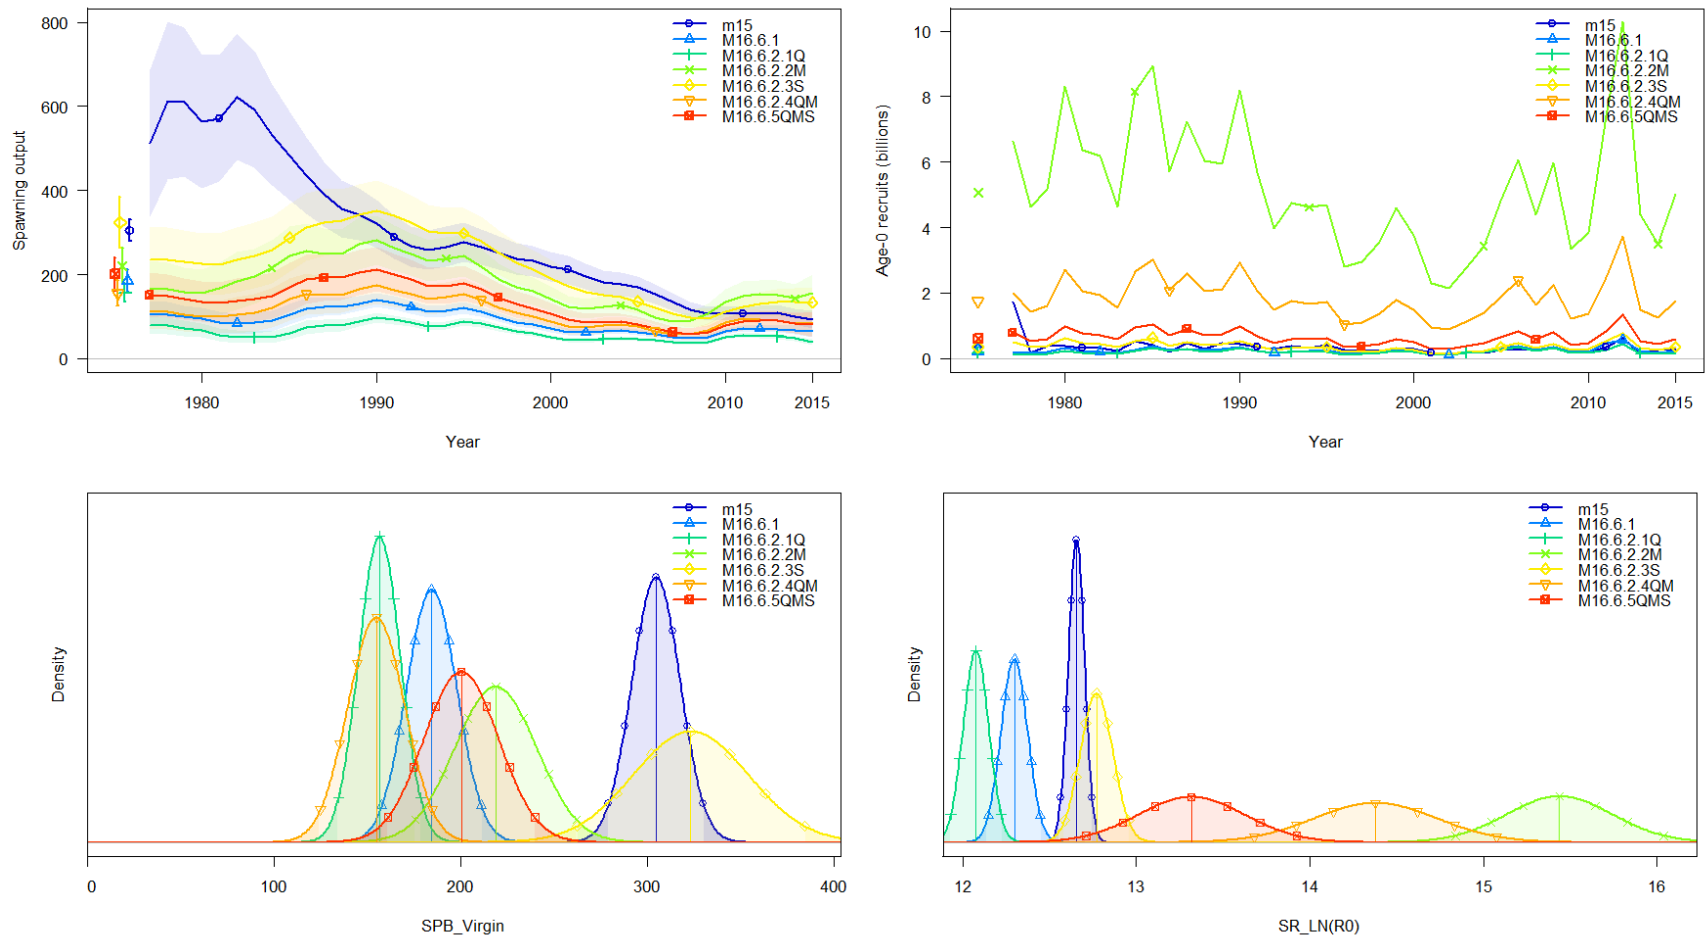 800
600
400
200
0
Spawning output
1980
1990
2000
2010
2015
Year
m15
M16.6.1
M16.6.2.1Q
M16.6.2.2M
M16.6.2.3S
M16.6.2.4QM
M16.6.5QMS
10
8
6
4
2
0
Age-0 recruits (billions)
1980
1990
2000
2010
2015
Year
m15
M16.6.1
M16.6.2.1Q
M16.6.2.2M
M16.6.2.3S
M16.6.2.4QM
M16.6.5QMS
Density
0
100
200
300
400
SPB_Virgin
m15
M16.6.1
M16.6.2.1Q
M16.6.2.2M
M16.6.2.3S
M16.6.2.4QM
M16.6.5QMS
Density
12
13
14
15
16
SR_LN(R0)
m15
M16.6.1
M16.6.2.1Q
M16.6.2.2M
M16.6.2.3S
M16.6.2.4QM
M16.6.5QMS